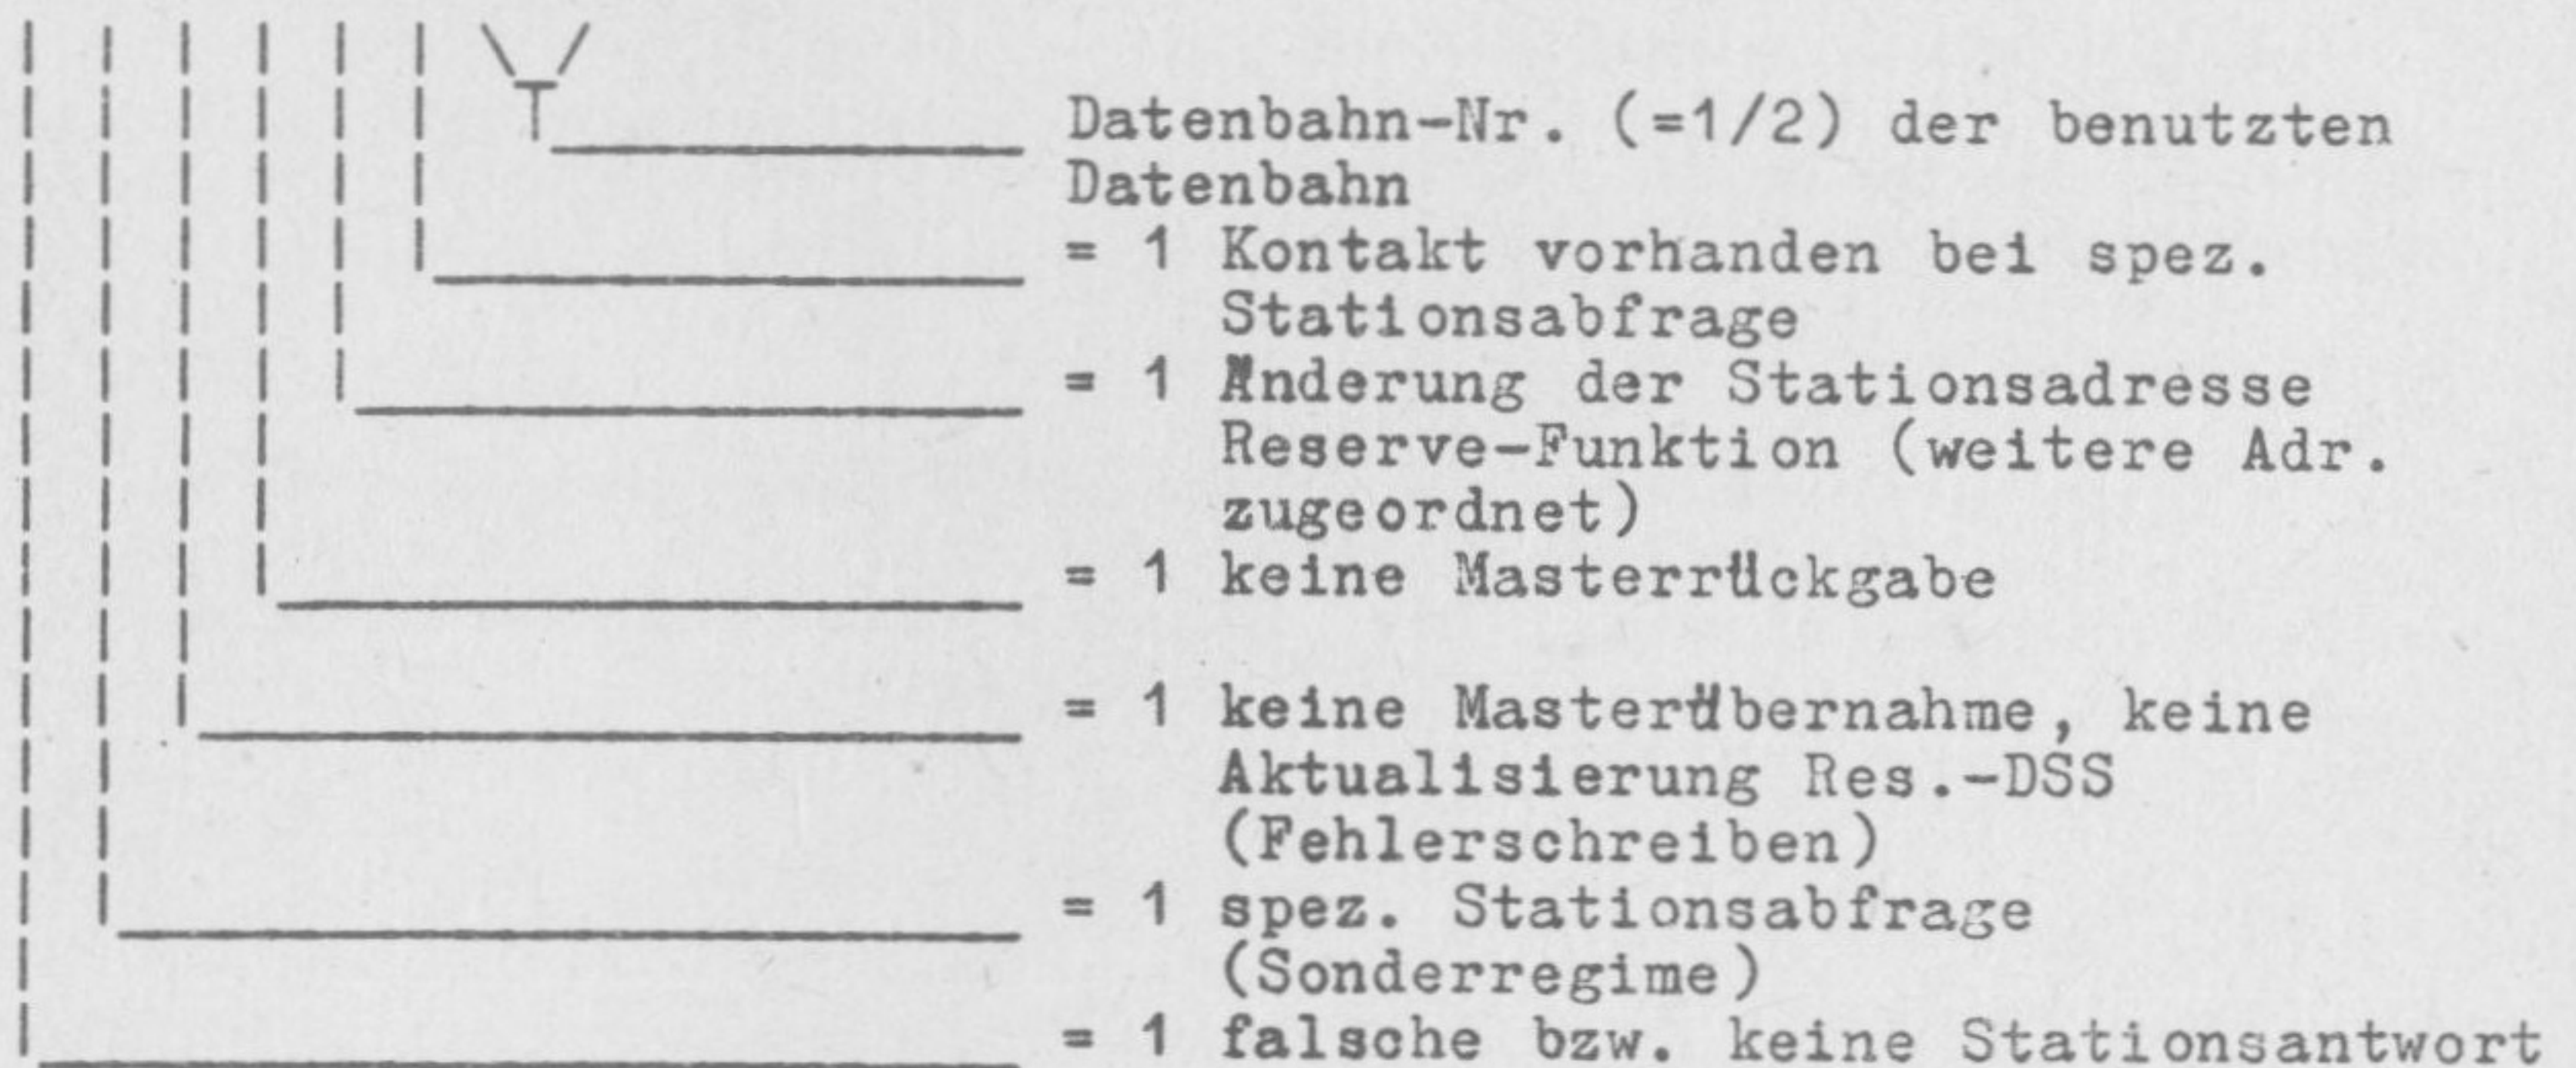 Datenbahn-Nr. (=1/2) der benutzten
Datenbahn
= 1 Kontakt vorhanden bei spez.
Stationsabfrage
= 1 Änderung der Stationsadresse
Reserve-Funktion (weitere Adr.
zugeordnet)
= 1 keine Masterrückgabe
= 1 keine Masterübernahme, keine
Aktualisierung Res.-DSS
(Fehlerschreiben)
= 1 spez. Stationsabfrage
(Sonderregime)
= 1 falsche bzw. keine Stationsantwort